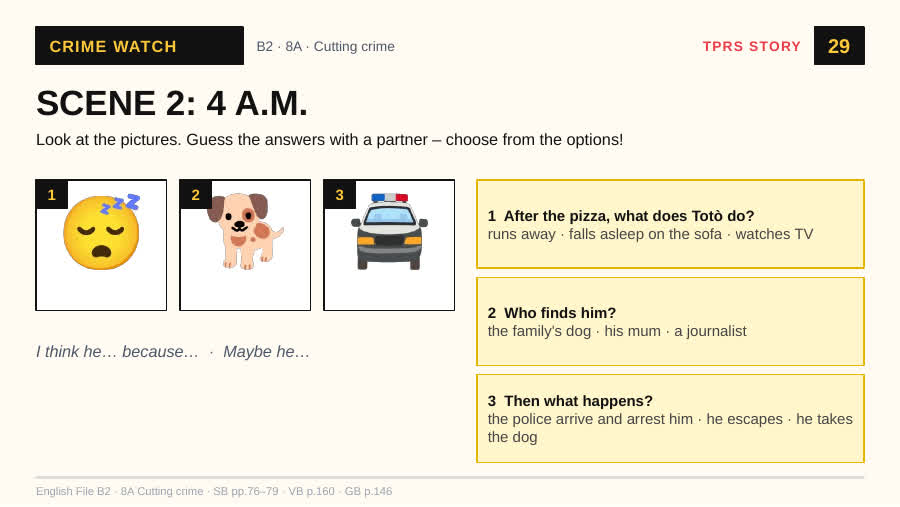 CRIME WATCH
B2 · 8A · Cutting crime
TPRS STORY
29
SCENE 2: 4 A.M.
Look at the pictures. Guess the answers with a partner – choose from the options!
1
2
3
I think he… because… · Maybe he…
1 After the pizza, what does Totò do?
runs away · falls asleep on the sofa · watches TV
2 Who finds him?
the family's dog · his mum · a journalist
3 Then what happens?
the police arrive and arrest him · he escapes · he takes
the dog
English File B2 · 8A Cutting crime · SB pp.76–79 · VB p.160 · GB p.146